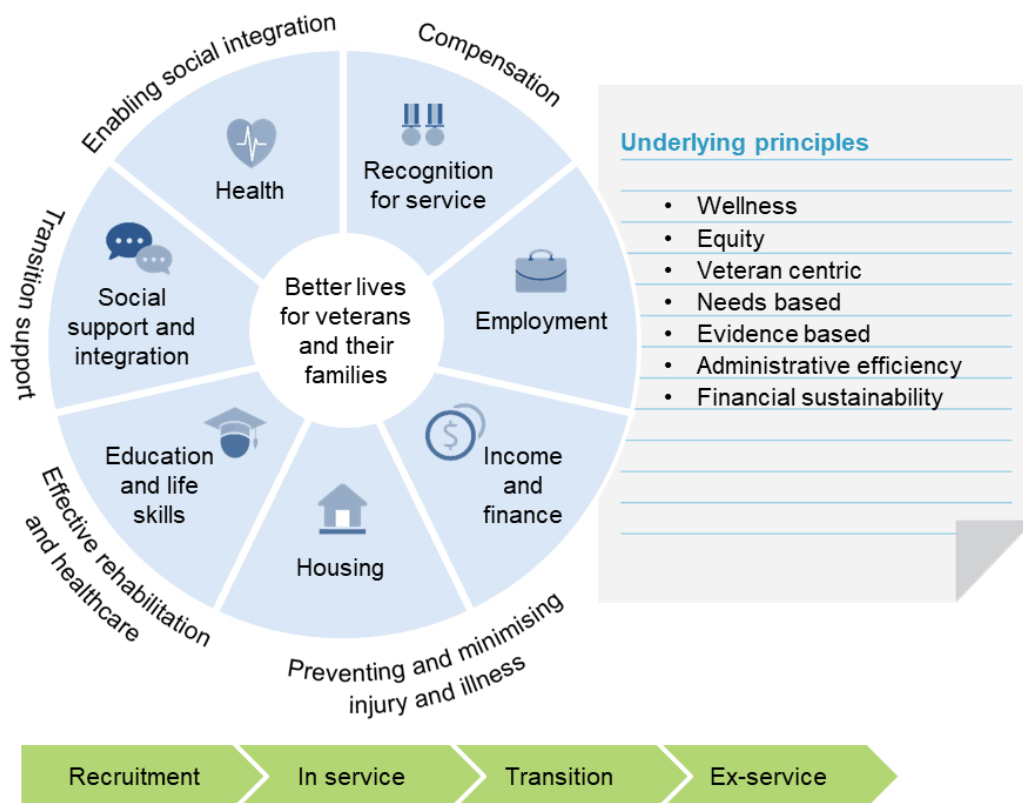 Enabling social integration
Compensation
Transition support
Effective rehabilitation
and healthcare
Preventing and minimising
injury and illness
Health
Recognition
for service
Employment
Income
and
finance
Housing
Education
and life
skills
Social
support and
integration
Better lives
for veterans
and their
families
Underlying principles
• Wellness
• Equity
• Veteran centric
• Needs based
• Evidence based
• Administrative efficiency
• Financial sustainability
$
Recruitment
In service
Transition
Ex-service